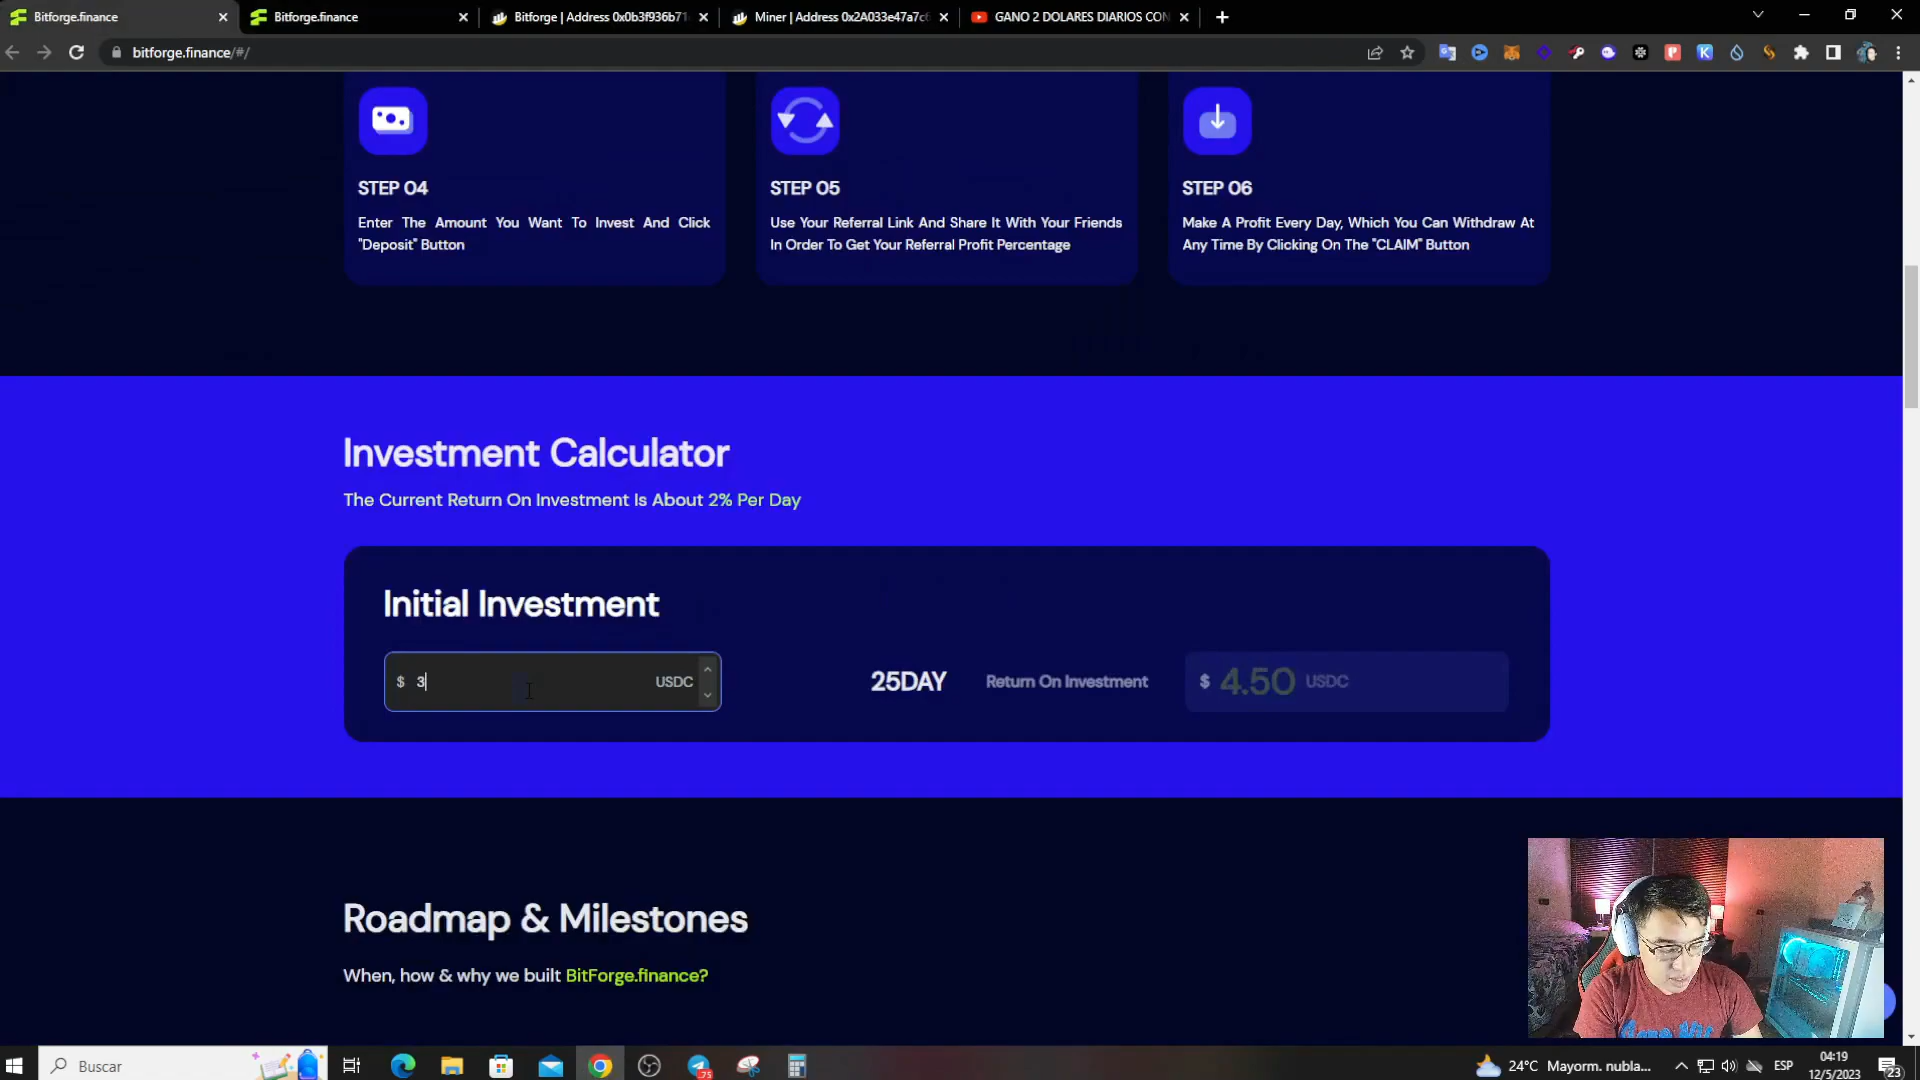 Bitforge.finance
Bitforge.finance
Bitforge | Address 0x0b3f936b71
Miner | Address 0x2A033e47a7c
GANO 2 DOLARES DIARIOS CON
bitforge.finance/#/
STEP 04
Enter The Amount You Want To Invest And Click
"Deposit" Button
STEP 05
Use Your Referral Link And Share It With Your Friends
In Order To Get Your Referral Profit Percentage
STEP 06
Make A Profit Every Day, Which You Can Withdraw At
Any Time By Clicking On The "CLAIM" Button
Investment Calculator
The Current Return On Investment Is About 2% Per Day
Initial Investment
$ 3 USDC
25DAY
Return On Investment
$ 4.50 USDC
Roadmap & Milestones
When, how & why we built BitForge.finance?
Buscar
75
24°C Mayorm. nubla...
ESP
04:19
12/5/2023
23